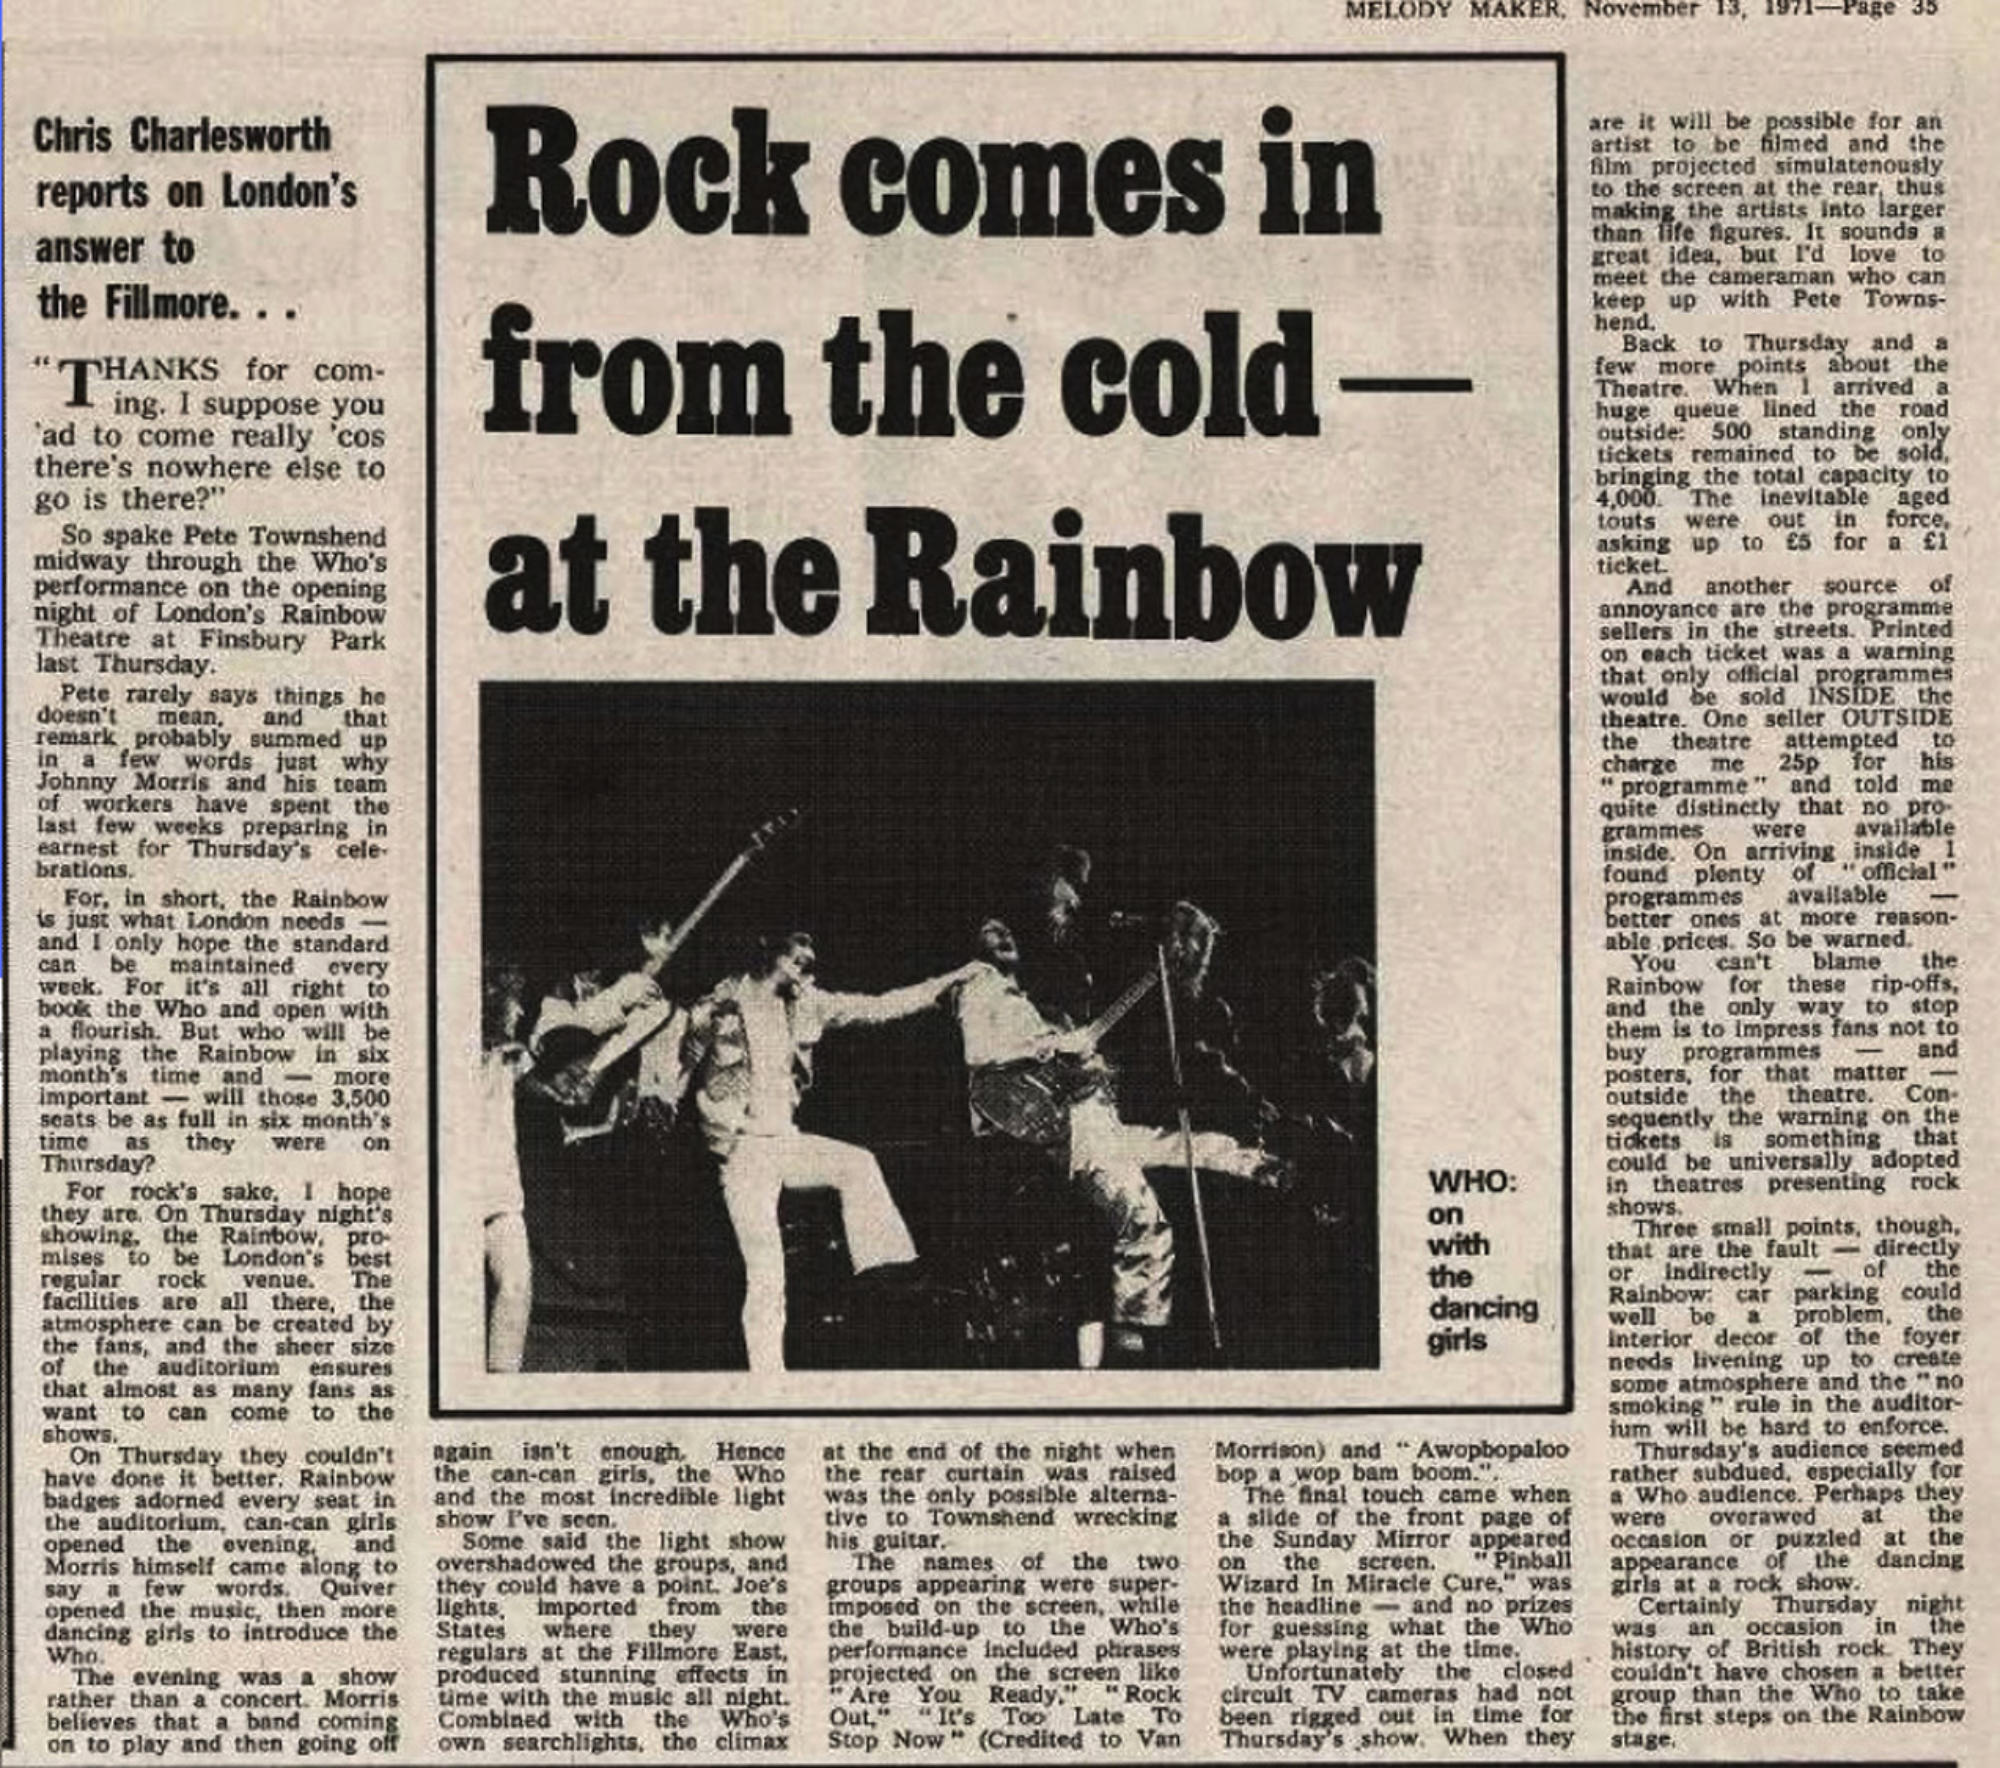 MELODY MAKER, November 13, 1971—Page 35
Chris Charlesworth
reports on London's
answer to
the Fillmore. . .
Rock comes in
from the cold —
at the Rainbow
"THANKS for com-
ing. I suppose you
'ad to come really 'cos
there's nowhere else to
go is there?"
So spake Pete Townshend
midway through the Who's
performance on the opening
night of London's Rainbow
Theatre at Finsbury Park
last Thursday.
Pete rarely says things he
doesn't mean, and that
remark probably summed up
in a few words just why
Johnny Morris and his team
of workers have spent the
last few weeks preparing in
earnest for Thursday's cele-
brations.
For, in short, the Rainbow
is just what London needs —
and I only hope the standard
can be maintained every
week. For it's all right to
book the Who and open with
a flourish. But who will be
playing the Rainbow in six
month's time and — more
important — will those 3,500
seats be as full in six month's
time as they were on
Thursday?
For rock's sake, I hope
they are. On Thursday night's
showing, the Rainbow, pro-
mises to be London's best
regular rock venue. The
facilities are all there, the
atmosphere can be created by
the fans, and the sheer size
of the auditorium ensures
that almost as many fans as
want to can come to the
shows.
On Thursday they couldn't
have done it better. Rainbow
badges adorned every seat in
the auditorium, can-can girls
opened the evening, and
Morris himself came along to
say a few words. Quiver
opened the music, then more
dancing girls to introduce the
Who.
The evening was a show
rather than a concert. Morris
believes that a band coming
on to play and then going off
again isn't enough. Hence
the can-can girls, the Who
and the most incredible light
show I've seen.
Some said the light show
overshadowed the groups, and
they could have a point. Joe's
lights, imported from the
States where they were
regulars at the Fillmore East,
produced stunning effects in
time with the music all night.
Combined with the Who's
own searchlights, the climax
at the end of the night when
the rear curtain was raised
was the only possible alterna-
tive to Townshend wrecking
his guitar.
The names of the two
groups appearing were super-
imposed on the screen, while
the build-up to the Who's
performance included phrases
projected on the screen like
"Are You Ready," "Rock
Out," "It's Too Late To
Stop Now" (Credited to Van
Morrison) and "Awopbopaloo
bop a wop bam boom.".
The final touch came when
a slide of the front page of
the Sunday Mirror appeared
on the screen. "Pinball
Wizard In Miracle Cure," was
the headline — and no prizes
for guessing what the Who
were playing at the time.
Unfortunately the closed
circuit TV cameras had not
been rigged out in time for
Thursday's show. When they
are it will be possible for an
artist to be filmed and the
film projected simulatenously
to the screen at the rear, thus
making the artists into larger
than life figures. It sounds a
great idea, but I'd love to
meet the cameraman who can
keep up with Pete Towns-
hend.
Back to Thursday and a
few more points about the
Theatre. When I arrived a
huge queue lined the road
outside: 500 standing only
tickets remained to be sold,
bringing the total capacity to
4,000. The inevitable aged
touts were out in force,
asking up to £5 for a £1
ticket.
And another source of
annoyance are the programme
sellers in the streets. Printed
on each ticket was a warning
that only official programmes
would be sold INSIDE the
theatre. One seller OUTSIDE
the theatre attempted to
charge me 25p for his
"programme" and told me
quite distinctly that no pro-
grammes were available
inside. On arriving inside I
found plenty of "official"
programmes available —
better ones at more reason-
able prices. So be warned.
You can't blame the
Rainbow for these rip-offs,
and the only way to stop
them is to impress fans not to
buy programmes — and
posters, for that matter —
outside the theatre. Con-
sequently the warning on the
tickets is something that
could be universally adopted
in theatres presenting rock
shows.
Three small points, though,
that are the fault — directly
or indirectly — of the
Rainbow: car parking could
well be a problem, the
interior decor of the foyer
needs livening up to create
some atmosphere and the "no
smoking" rule in the auditor-
ium will be hard to enforce.
Thursday's audience seemed
rather subdued, especially for
a Who audience. Perhaps they
were overawed at the
occasion or puzzled at the
appearance of the dancing
girls at a rock show.
Certainly Thursday night
was an occasion in the
history of British rock. They
couldn't have chosen a better
group than the Who to take
the first steps on the Rainbow
stage.
WHO:
on
with
the
dancing
girls